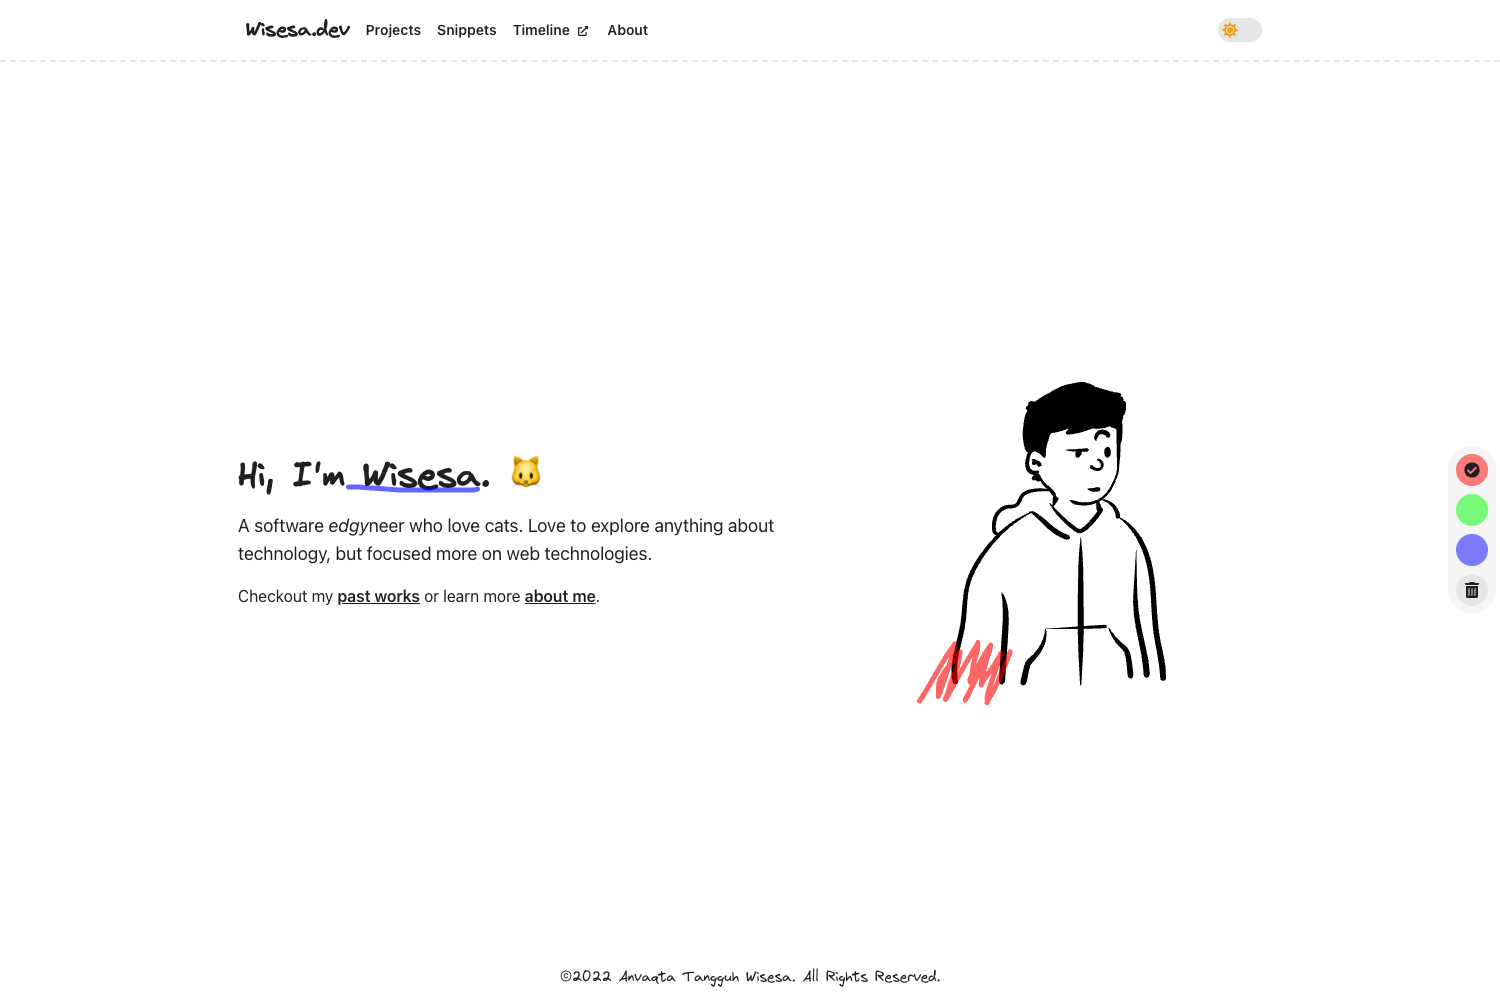 Wisesa.dev Projects Snippets Timeline About
Hi, I'm Wisesa. 🐱
A software edgyneer who love cats. Love to explore anything about
technology, but focused more on web technologies.
Checkout my past works or learn more about me.
©2022 Anvaqta Tangguh Wisesa. All Rights Reserved.